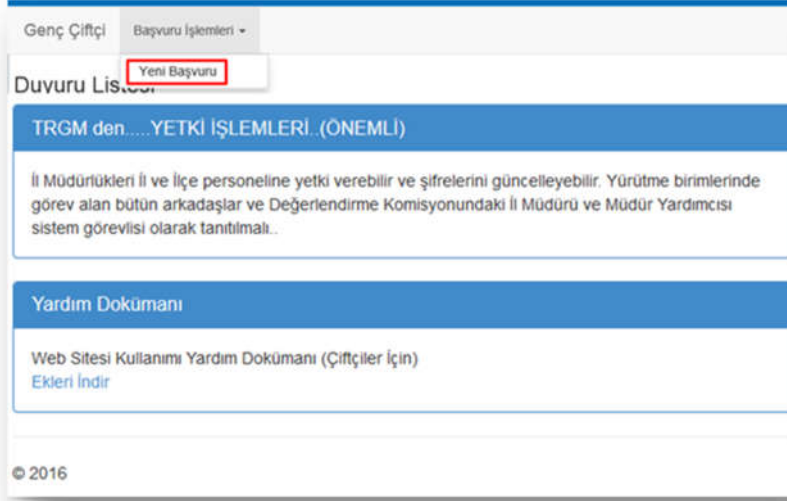 Genç Çiftçi Başvuru İşlemleri
Yeni Başvuru
Duyuru Listesi
TRGM den.....YETKİ İŞLEMLERİ..(ÖNEMLİ)
İl Müdürlükleri İl ve İlçe personeline yetki verebilir ve şifrelerini güncelleyebilir. Yürütme birimlerinde
görev alan bütün arkadaşlar ve Değerlendirme Komisyonundaki İl Müdürü ve Müdür Yardımcısı
sistem görevlisi olarak tanıtılmalı..
Yardım Dokümanı
Web Sitesi Kullanımı Yardım Dokümanı (Çiftçiler İçin)
Ekleri İndir
© 2016